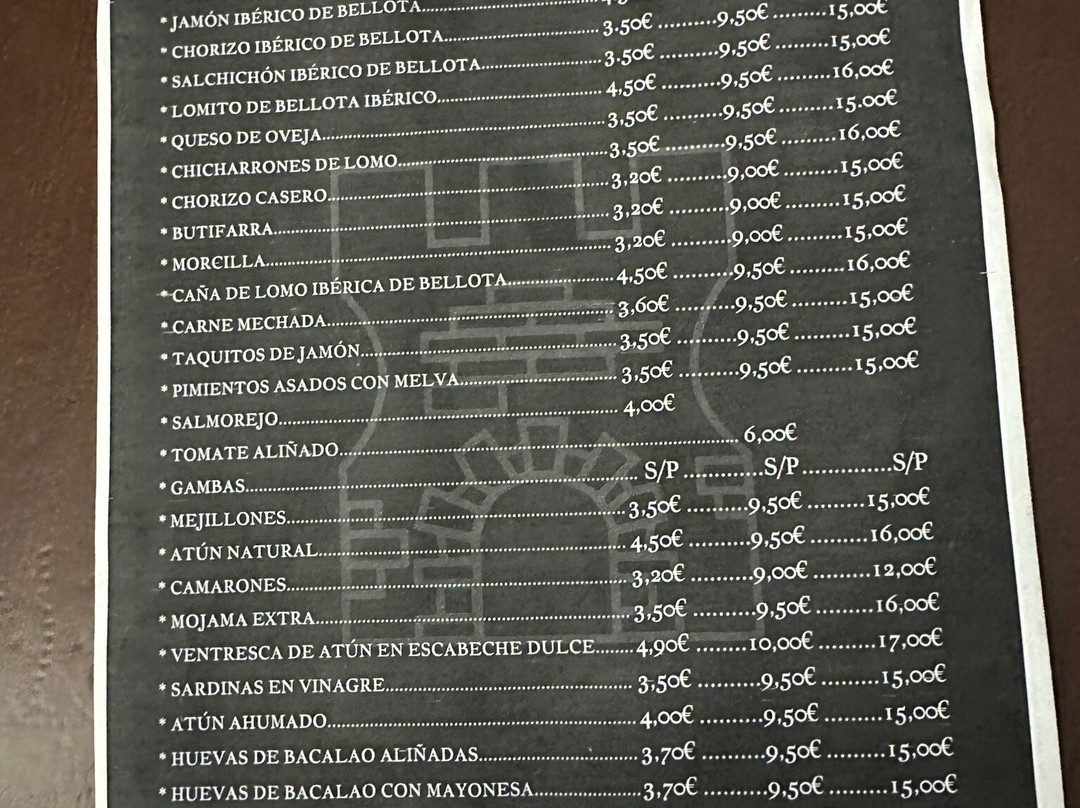 * JAMÓN IBÉRICO DE BELLOTA
* CHORIZO IBÉRICO DE BELLOTA........3.50€ .........9,50€ .........15,00€
* SALCHICHÓN IBÉRICO DE BELLOTA........3.50€ .........9,50€ .........15,00€
* LOMITO DE BELLOTA IBÉRICO........4,50€ .........9,50€ .........16,00€
* QUESO DE OVEJA........3,50€ .........9,50€ .........15.00€
* CHICHARRONES DE LOMO........3,50€ .........9,50€ .........16,00€
* CHORIZO CASERO........3,20€ .........9,00€ .........15,00€
* BUTIFARRA........3,20€ .........9,00€ .........15,00€
* MORCILLA........3,20€ .........9,00€ .........15,00€
* CAÑA DE LOMO IBÉRICA DE BELLOTA........4,50€ .........9,50€ .........16,00€
* CARNE MECHADA........3,60€ .........9,50€ .........15,00€
* TAQUITOS DE JAMÓN........3,50€ .........9,50€ .........15,00€
* PIMIENTOS ASADOS CON MELVA........3,50€ .........9,50€ .........15,00€
* SALMOREJO........ 4,00€
* TOMATE ALIÑADO........ 6,00€
* GAMBAS........ S/P ............S/P.............S/P
* MEJILLONES........3,50€ .........9,50€ .........15,00€
* ATÚN NATURAL........4,50€ .........9,50€ .........16,00€
* CAMARONES........3,20€ .........9,00€ .........12,00€
* MOJAMA EXTRA........3,50€ .........9,50€ .........16,00€
* VENTRESCA DE ATÚN EN ESCABECHE DULCE.......4,90€ ........10,00€ .........17,00€
* SARDINAS EN VINAGRE........ 3,50€ .........9,50€ .........15,00€
* ATÚN AHUMADO........4,00€ .........9,50€ .........15,00€
* HUEVAS DE BACALAO ALIÑADAS........3,70€ .........9,50€ .........15,00€
* HUEVAS DE BACALAO CON MAYONESA........3,70€ .........9,50€ .........15,00€